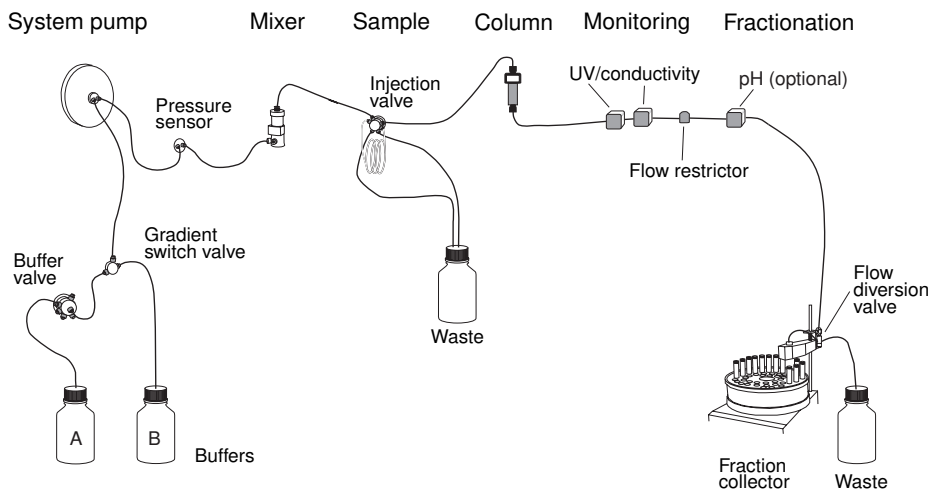 System pump
Mixer
Sample
Column
Monitoring
Fractionation
Injection
valve
UV/conductivity
pH (optional)
Pressure
sensor
Flow restrictor
Gradient
switch valve
Buffer
valve
Flow
diversion
valve
Waste
A
B
Buffers
Fraction
collector
Waste